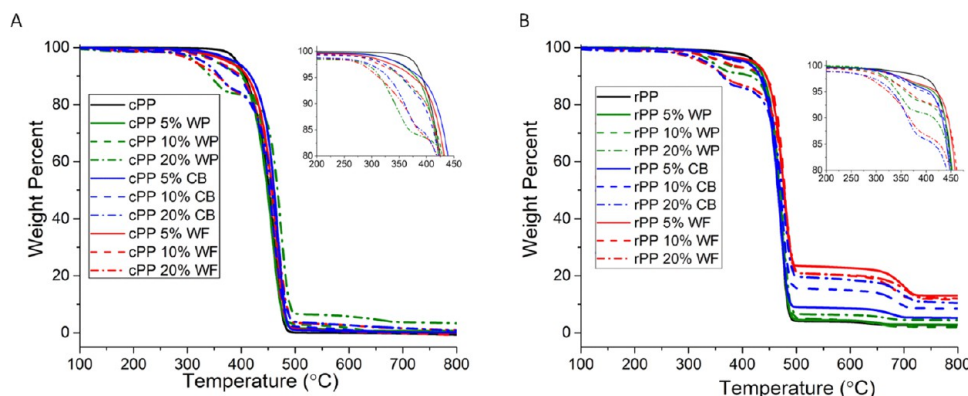 A
Weight Percent
100
80
60
40
20
0
cPP
cPP 5% WP
cPP 10% WP
cPP 20% WP
cPP 5% CB
cPP 10% CB
cPP 20% CB
cPP 5% WF
cPP 10% WF
cPP 20% WF
100
95
90
85
80
200 250 300 350 400 450
100 200 300 400 500 600 700 800
Temperature (°C)
B
Weight Percent
100
80
60
40
20
0
rPP
rPP 5% WP
rPP 10% WP
rPP 20% WP
rPP 5% CB
rPP 10% CB
rPP 20% CB
rPP 5% WF
rPP 10% WF
rPP 20% WF
100
95
90
85
80
200 250 300 350 400 450
100 200 300 400 500 600 700 800
Temperature (°C)